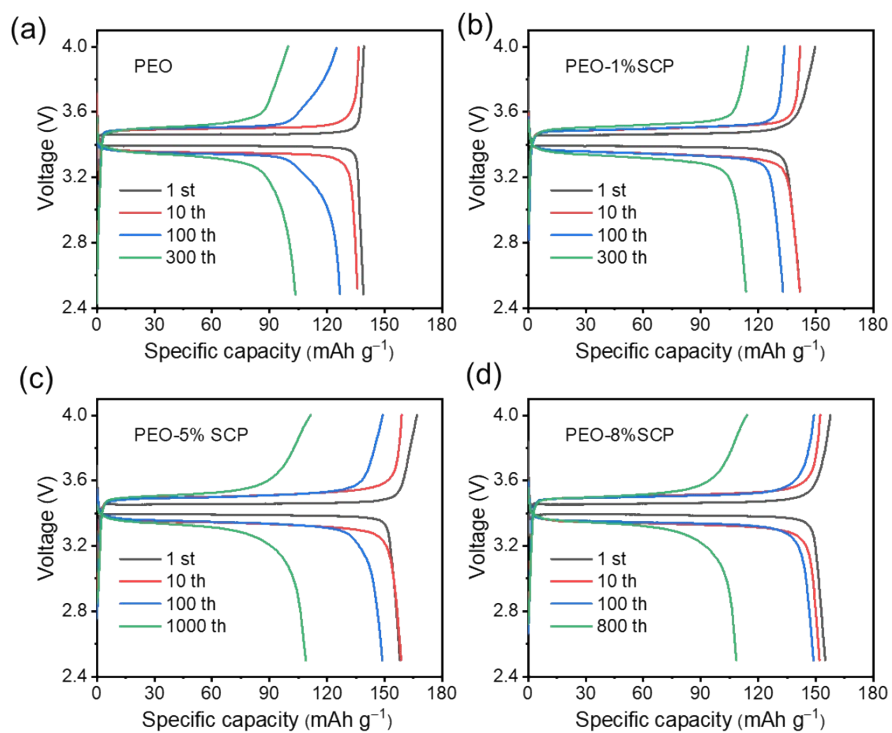 (a)
PEO
4.0
3.6
3.2
2.8
2.4
Voltage (V)
1 st
10 th
100 th
300 th
0 30 60 90 120 150 180
Specific capacity (mAh g⁻¹)
(b)
PEO-1%SCP
4.0
3.6
3.2
2.8
2.4
Voltage (V)
1 st
10 th
100 th
300 th
0 30 60 90 120 150 180
Specific capacity (mAh g⁻¹)
(c)
PEO-5% SCP
4.0
3.6
3.2
2.8
2.4
Voltage (V)
1 st
10 th
100 th
1000 th
0 30 60 90 120 150 180
Specific capacity (mAh g⁻¹)
(d)
PEO-8%SCP
4.0
3.6
3.2
2.8
2.4
Voltage (V)
1 st
10 th
100 th
800 th
0 30 60 90 120 150 180
Specific capacity (mAh g⁻¹)